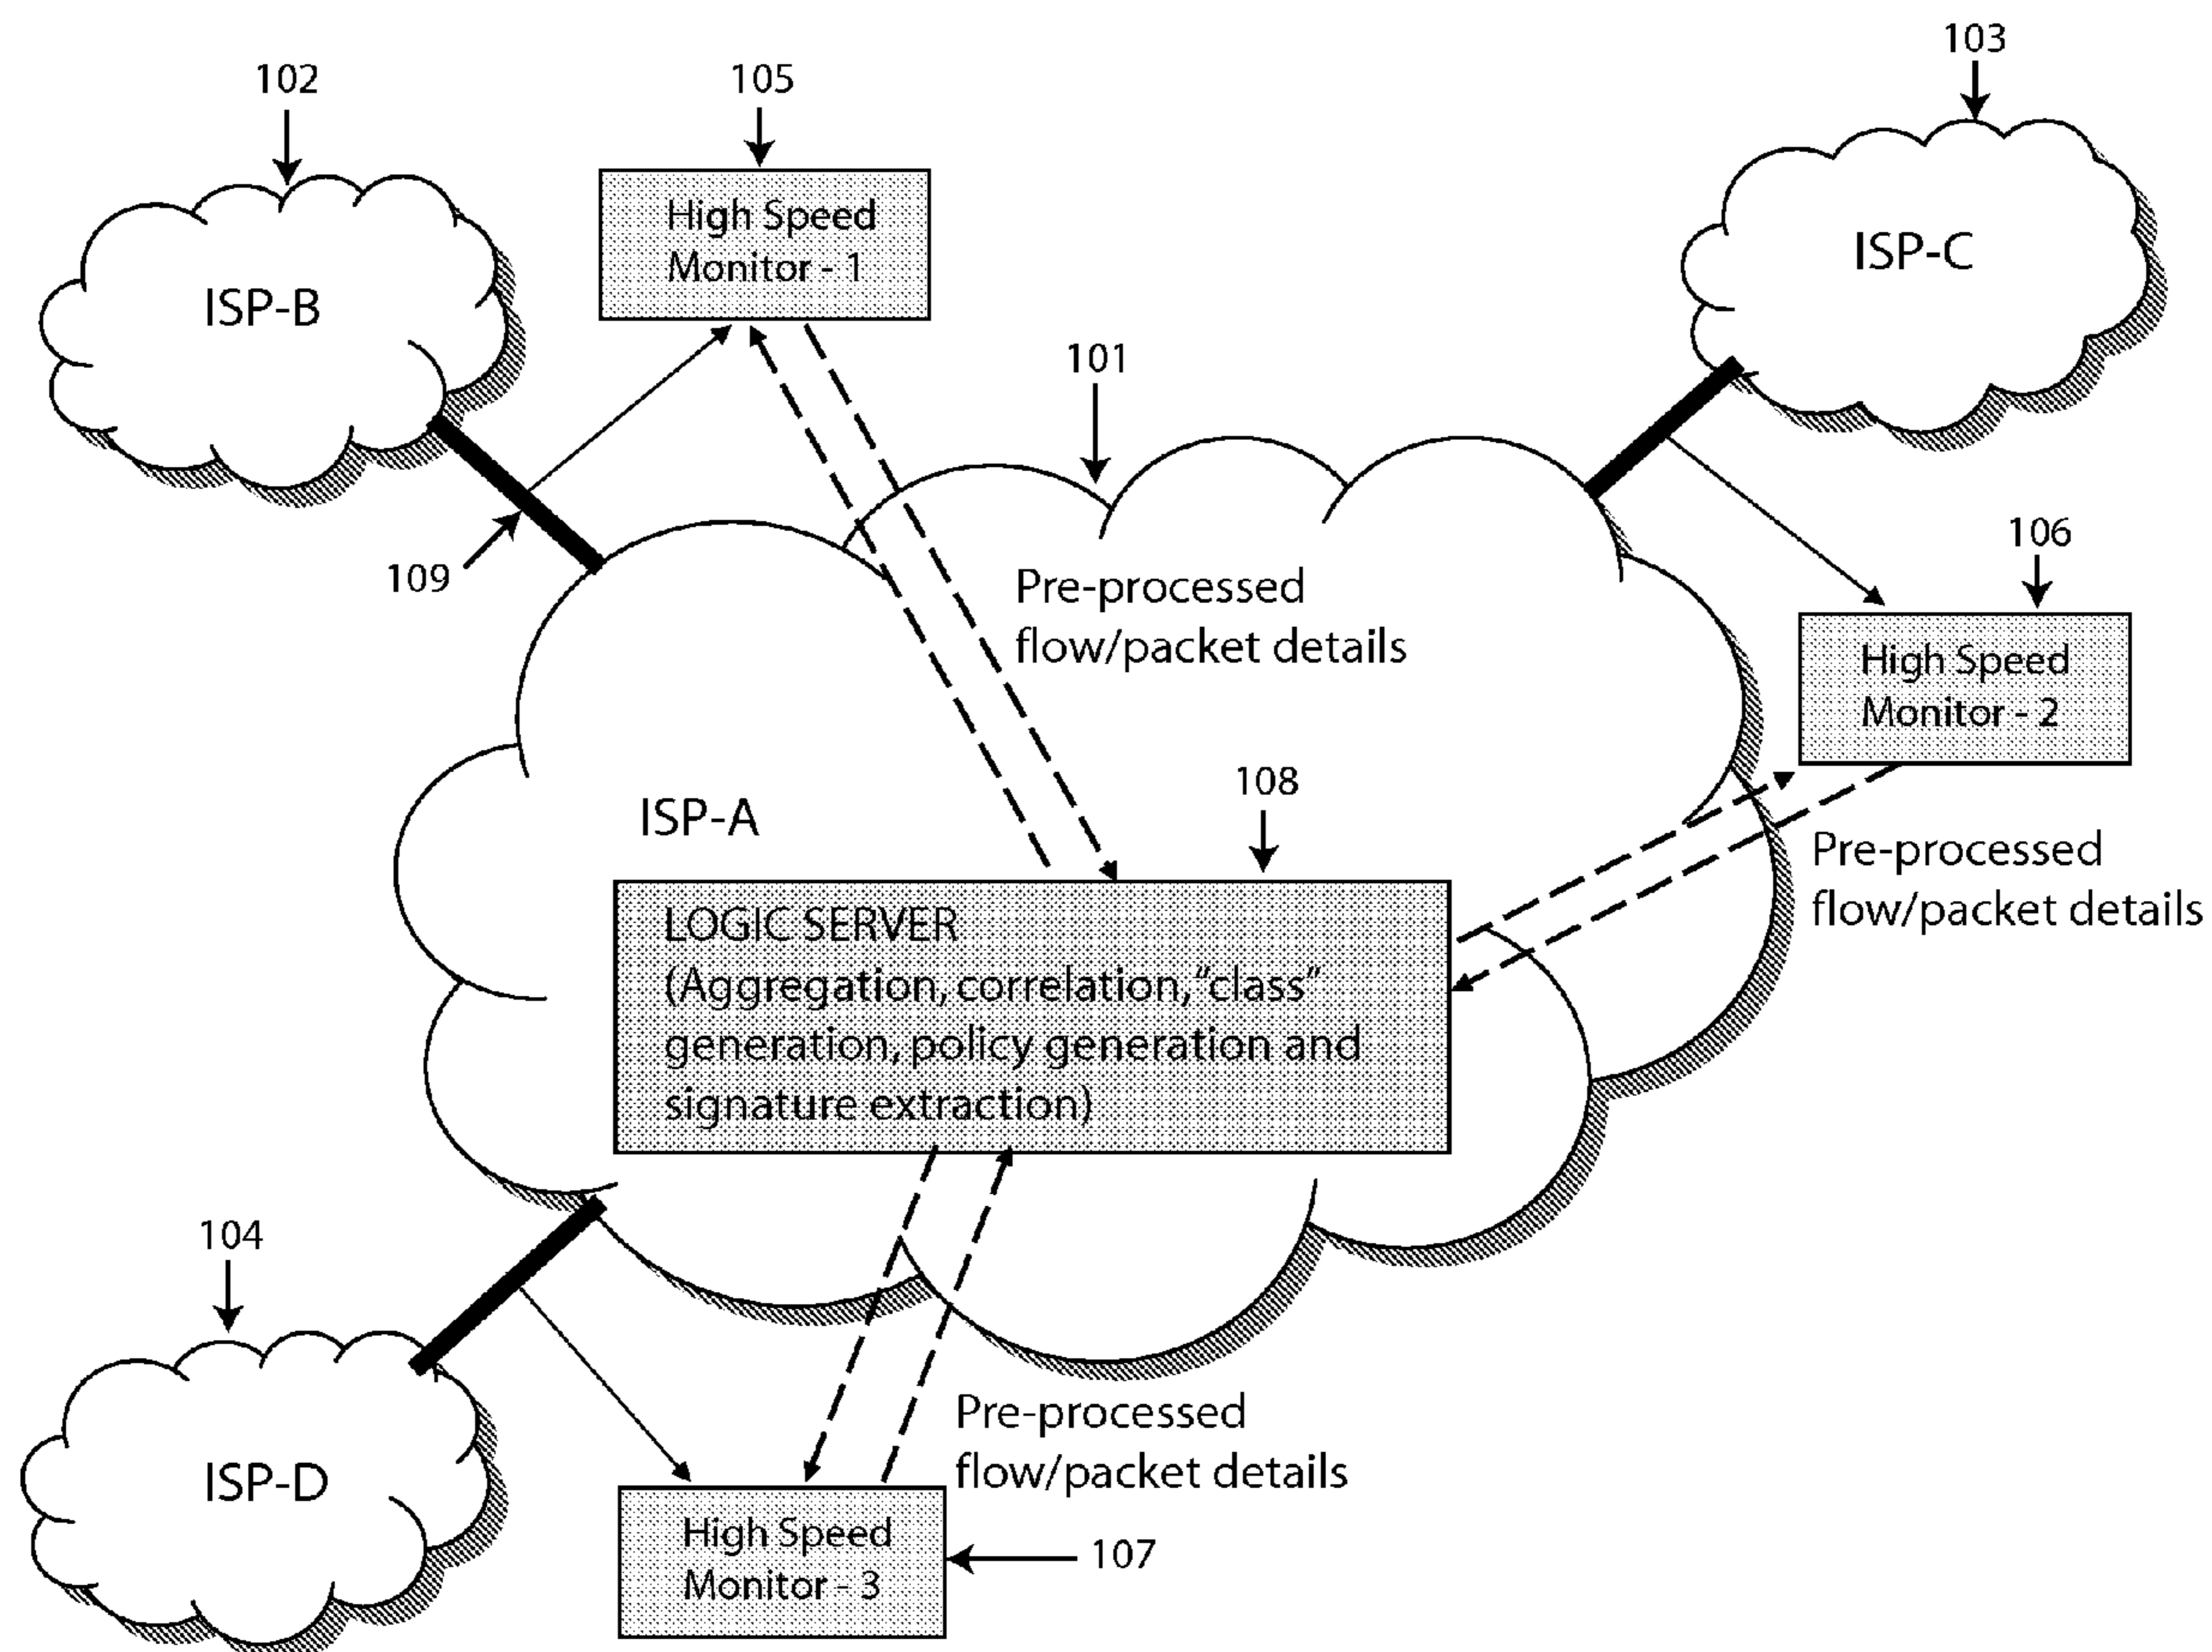 103
102
105
High Speed
Monitor - 1
ISP-C
ISP-B
101
106
109
Pre-processed
flow/packet details
High Speed
Monitor - 2
108
ISP-A
Pre-processed
flow/packet details
LOGIC SERVER
(Aggregation, correlation, "class"
generation, policy generation and
signature extraction)
104
Pre-processed
flow/packet details
ISP-D
High Speed
Monitor - 3
107